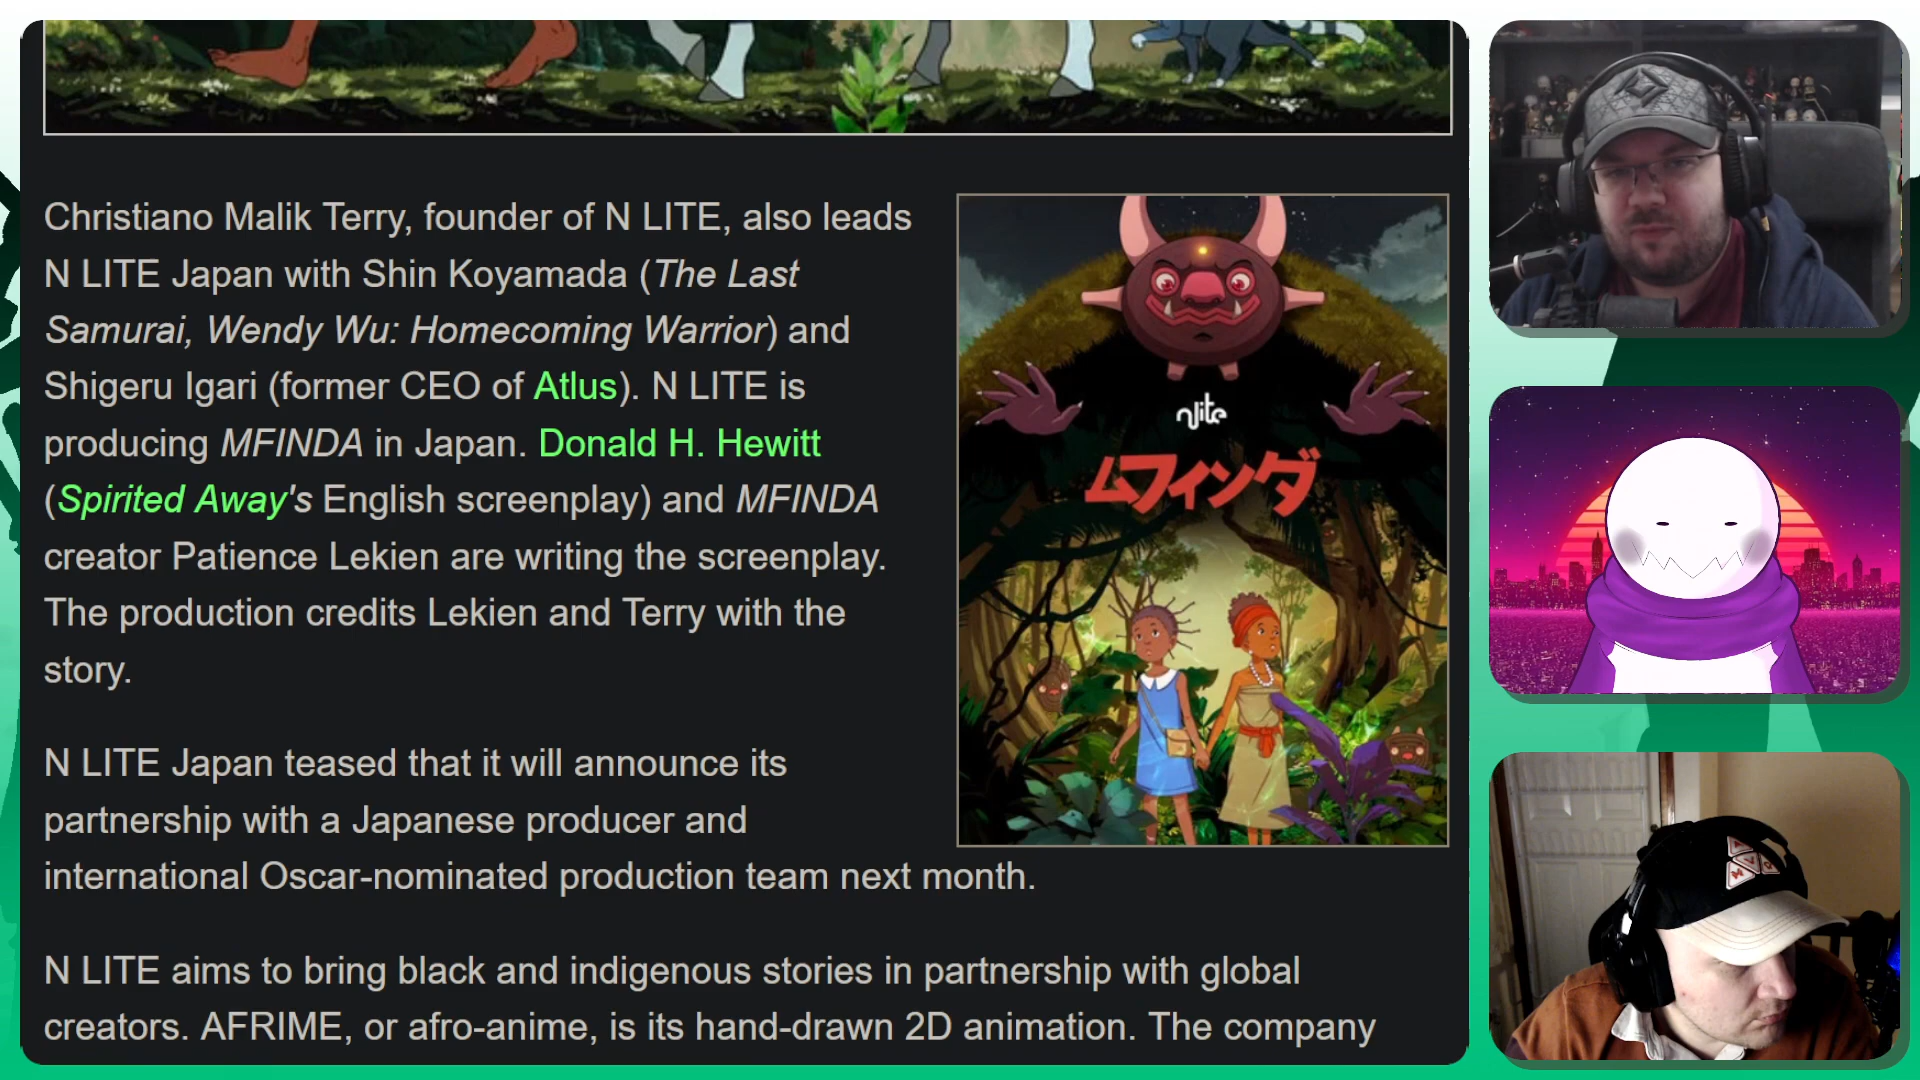 Christiano Malik Terry, founder of N LITE, also leads
N LITE Japan with Shin Koyamada (The Last
Samurai, Wendy Wu: Homecoming Warrior) and
Shigeru Igari (former CEO of Atlus). N LITE is
producing MFINDA in Japan. Donald H. Hewitt
(Spirited Away's English screenplay) and MFINDA
creator Patience Lekien are writing the screenplay.
The production credits Lekien and Terry with the
story.
N LITE Japan teased that it will announce its
partnership with a Japanese producer and
international Oscar-nominated production team next month.
N LITE aims to bring black and indigenous stories in partnership with global
creators. AFRIME, or afro-anime, is its hand-drawn 2D animation. The company
nlite
ムフィンダ